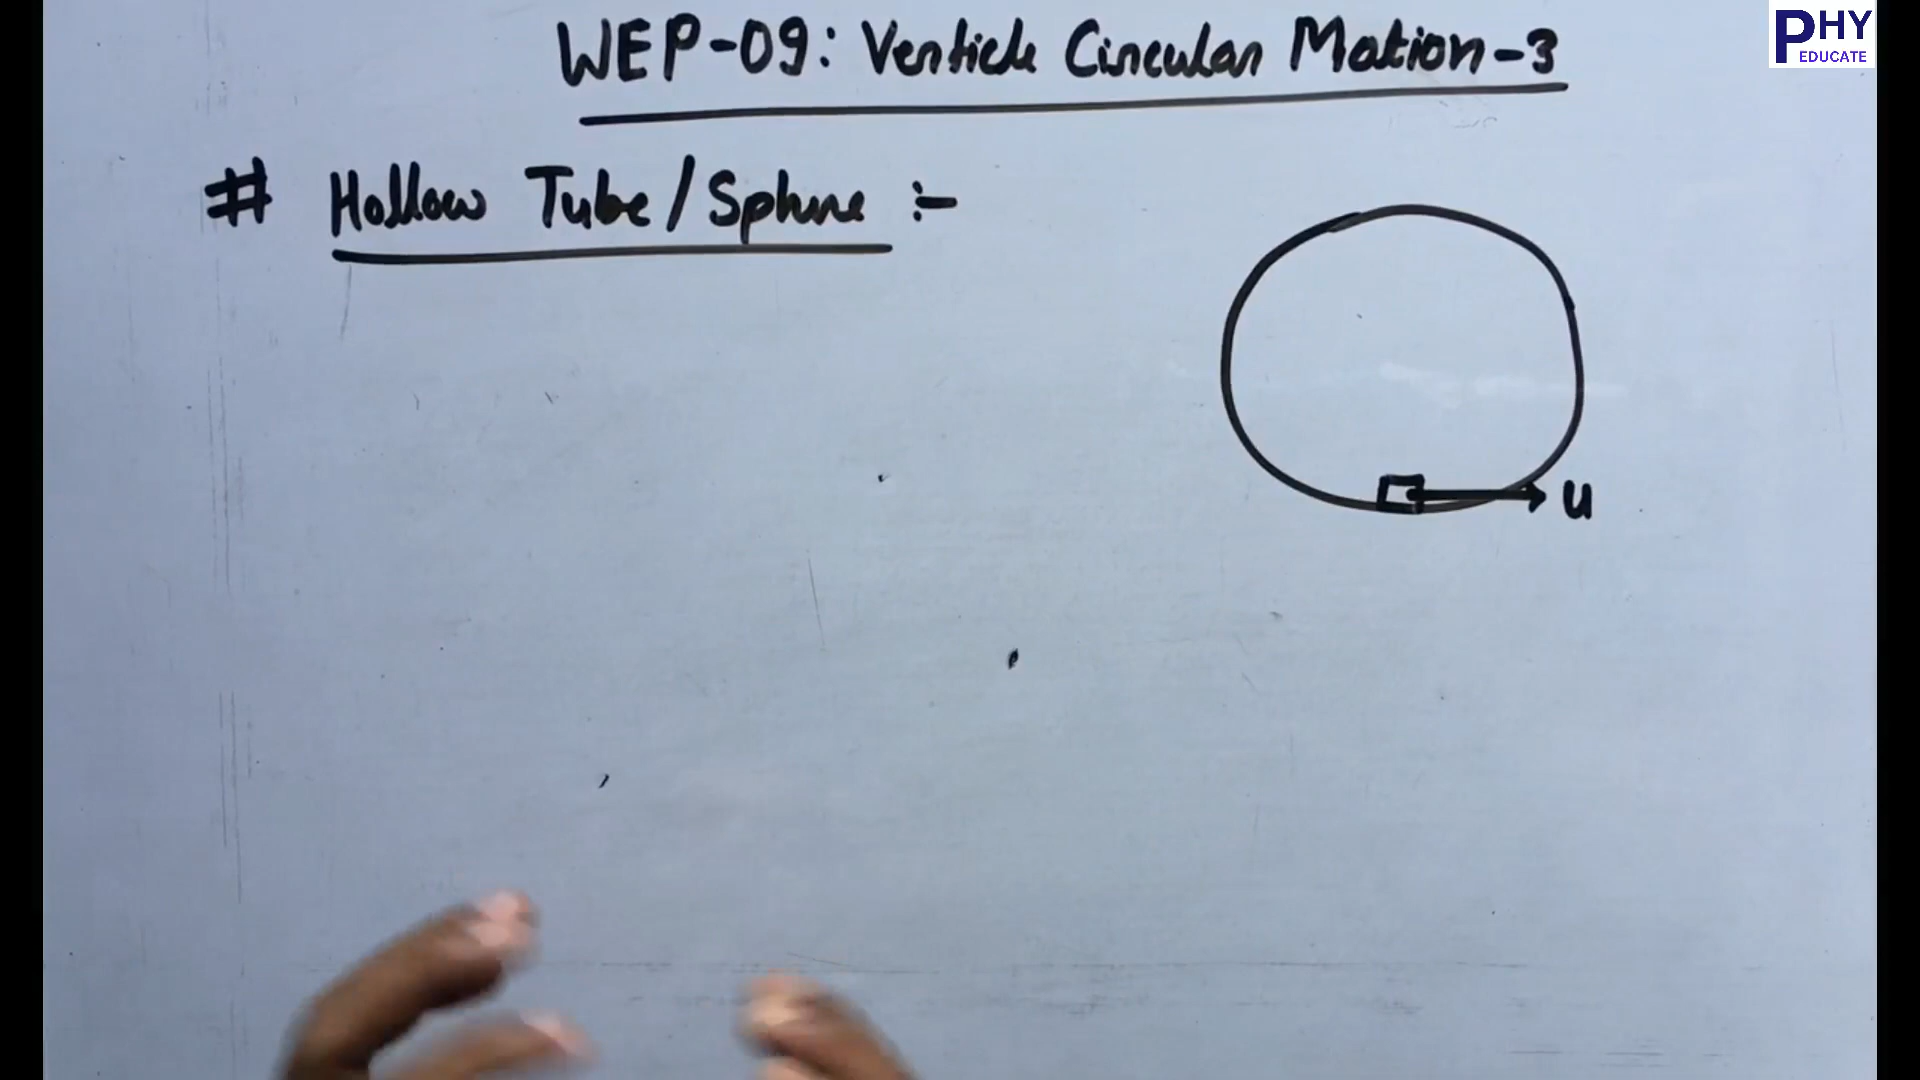 WEP-09: Verticle Circular Motion-3
PHY
EDUCATE
# Hollow Tube/Sphere :-
u